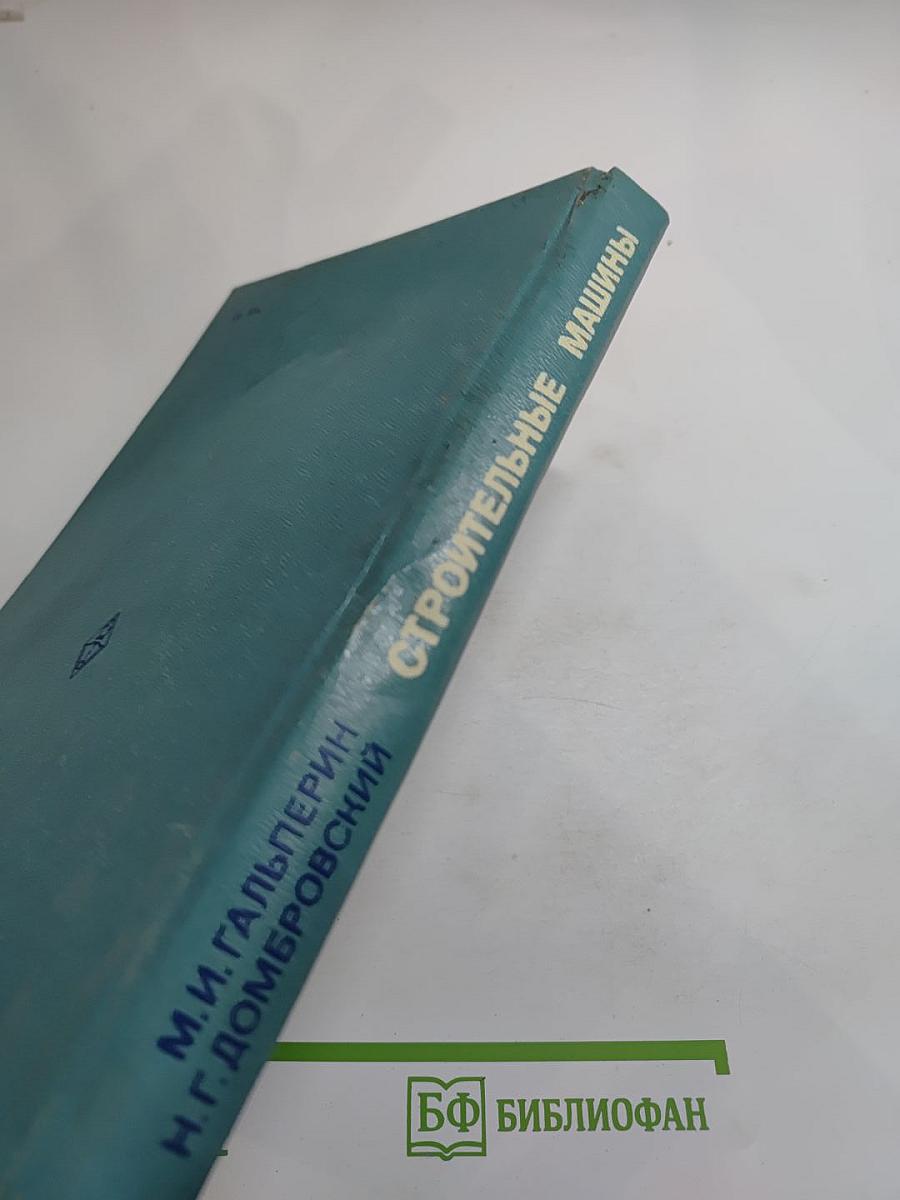 М. И. ГАЛЬПЕРИН
Н. Г. ДОМБРОВСКИЙ
СТРОИТЕЛЬНЫЕ МАШИНЫ
БФ БИБЛИОФАН